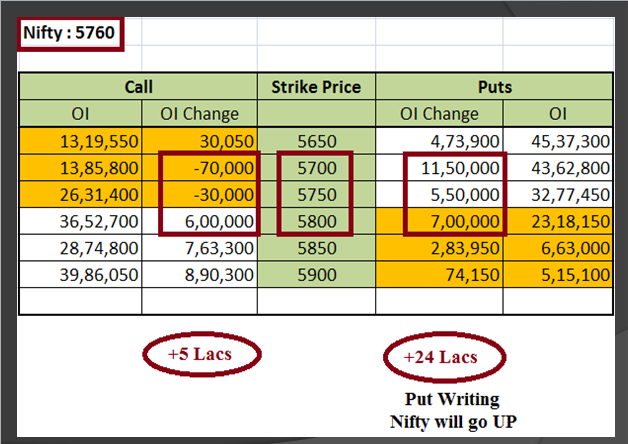 Nifty : 5760
Call Strike Price Puts
OI OI Change OI Change OI
13,19,550 30,050 5650 4,73,900 45,37,300
13,85,800 -70,000 5700 11,50,000 43,62,800
26,31,400 -30,000 5750 5,50,000 32,77,450
36,52,700 6,00,000 5800 7,00,000 23,18,150
28,74,800 7,63,300 5850 2,83,950 6,63,000
39,86,050 8,90,300 5900 74,150 5,15,100
+5 Lacs +24 Lacs
Put Writing
Nifty will go UP